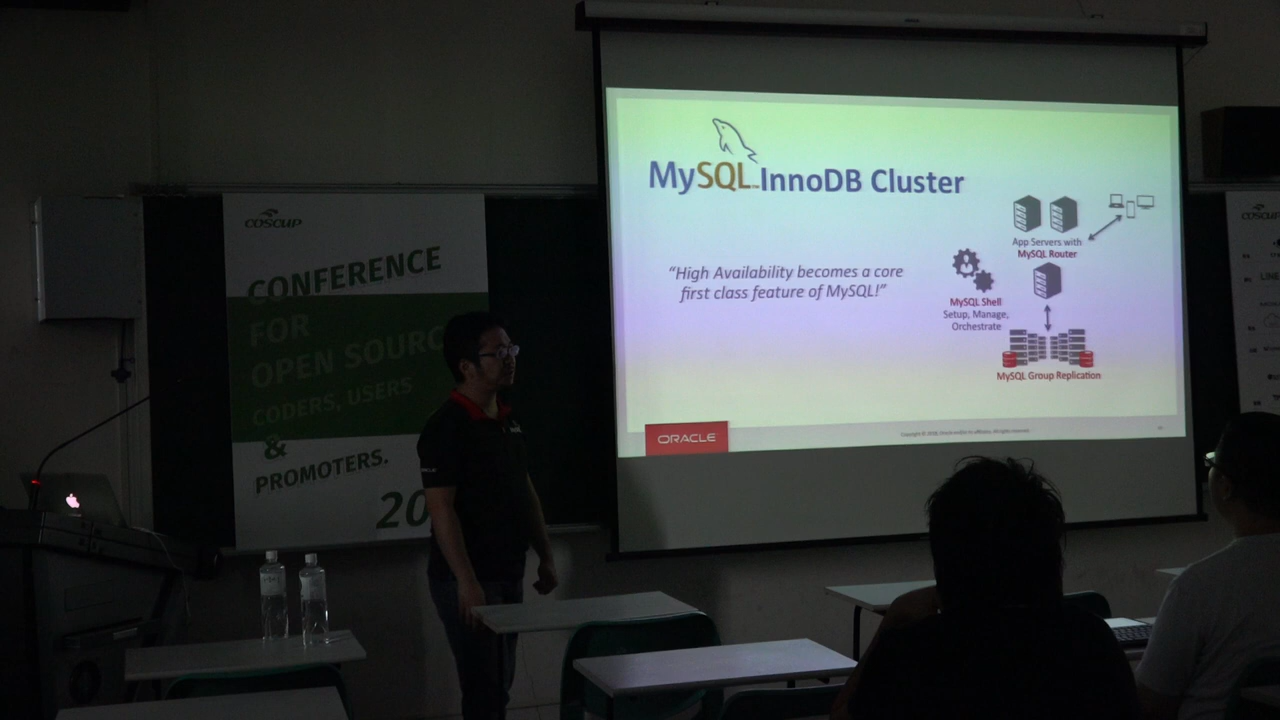 COSCUP
CONFERENCE
FOR
OPEN SOURC
CODERS, USERS
&
PROMOTERS.
20
MySQL InnoDB Cluster
"High Availability becomes a core
first class feature of MySQL!"
App Servers with
MySQL Router
MySQL Shell
Setup, Manage,
Orchestrate
MySQL Group Replication
ORACLE
COSCUP